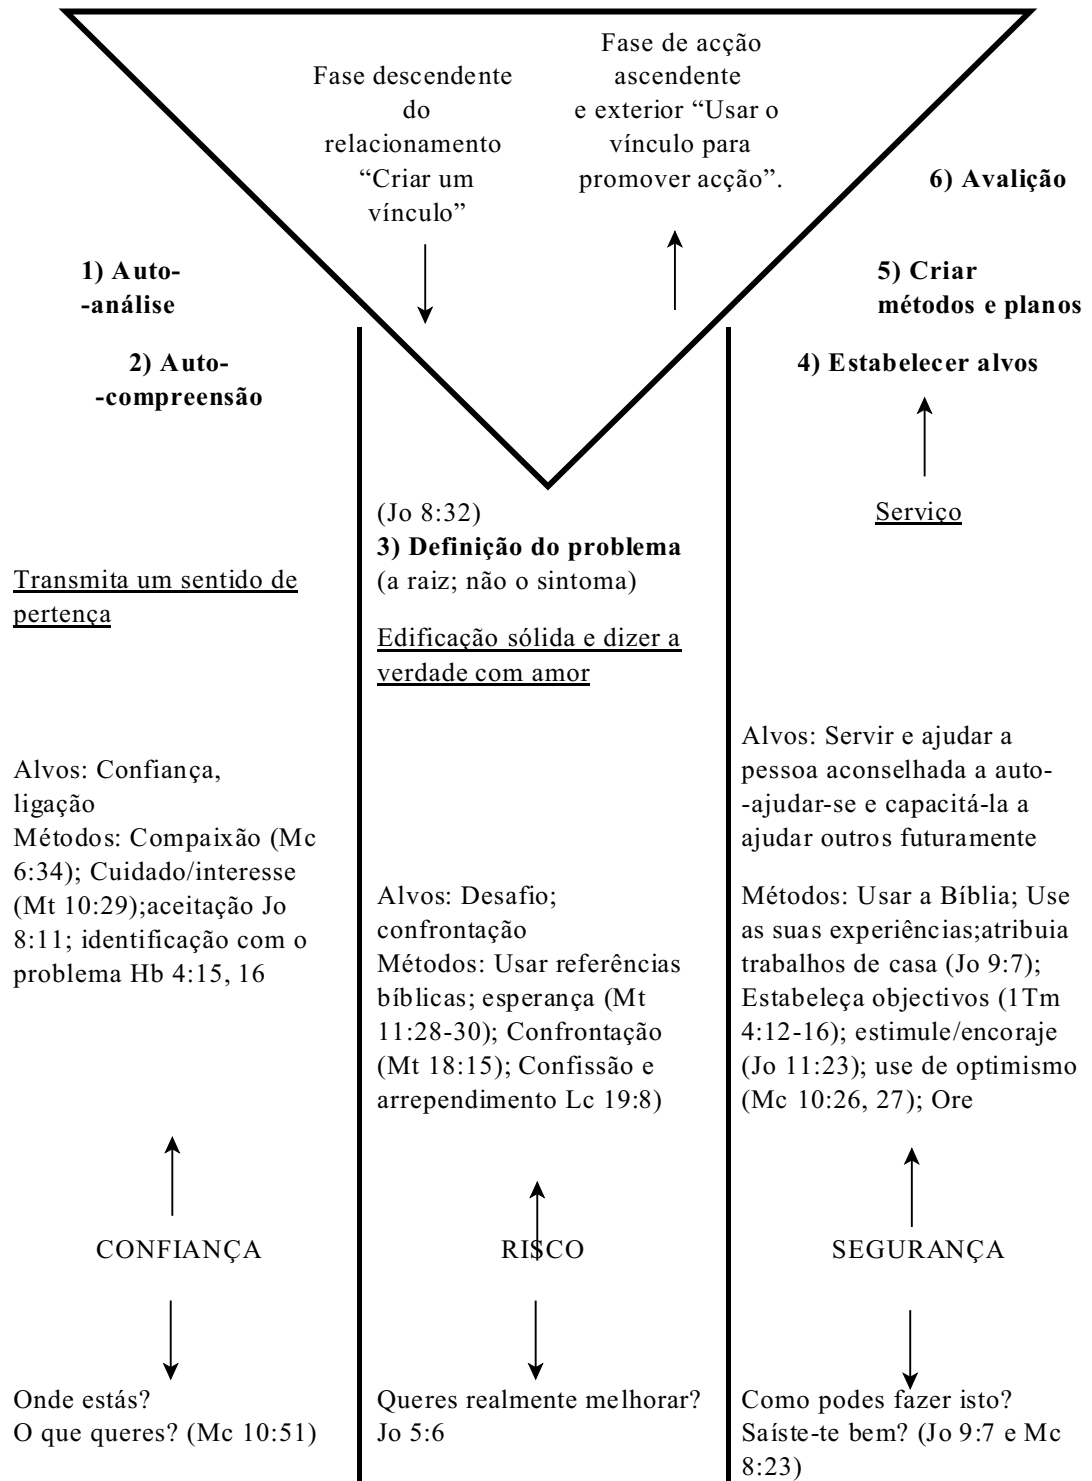 Fase descendente
do
relacionamento
“Criar um
vínculo”
Fase de acção
ascendente
e exterior “Usar o
vínculo para
promover acção”.
1) Auto-
-análise
2) Auto-
-compreensão
6) Avalição
5) Criar
métodos e planos
4) Estabelecer alvos
Serviço
Transmita um sentido de
pertença
Alvos: Confiança,
ligação
Métodos: Compaixão (Mc
6:34); Cuidado/interesse
(Mt 10:29);aceitação Jo
8:11; identificação com o
problema Hb 4:15, 16
CONFIANÇA
Onde estás?
O que queres? (Mc 10:51)
(Jo 8:32)
3) Definição do problema
(a raiz; não o sintoma)
Edificação sólida e dizer a
verdade com amor
Alvos: Desafio;
confrontação
Métodos: Usar referências
bíblicas; esperança (Mt
11:28-30); Confrontação
(Mt 18:15); Confissão e
arrependimento Lc 19:8)
RISCO
Queres realmente melhorar?
Jo 5:6
Alvos: Servir e ajudar a
pessoa aconselhada a auto-
-ajudar-se e capacitá-la a
ajudar outros futuramente
Métodos: Usar a Bíblia; Use
as suas experiências;atribuia
trabalhos de casa (Jo 9:7);
Estabeleça objectivos (1Tm
4:12-16); estimule/encoraje
(Jo 11:23); use de optimismo
(Mc 10:26, 27); Ore
SEGURANÇA
Como podes fazer isto?
Saíste-te bem? (Jo 9:7 e Mc
8:23)